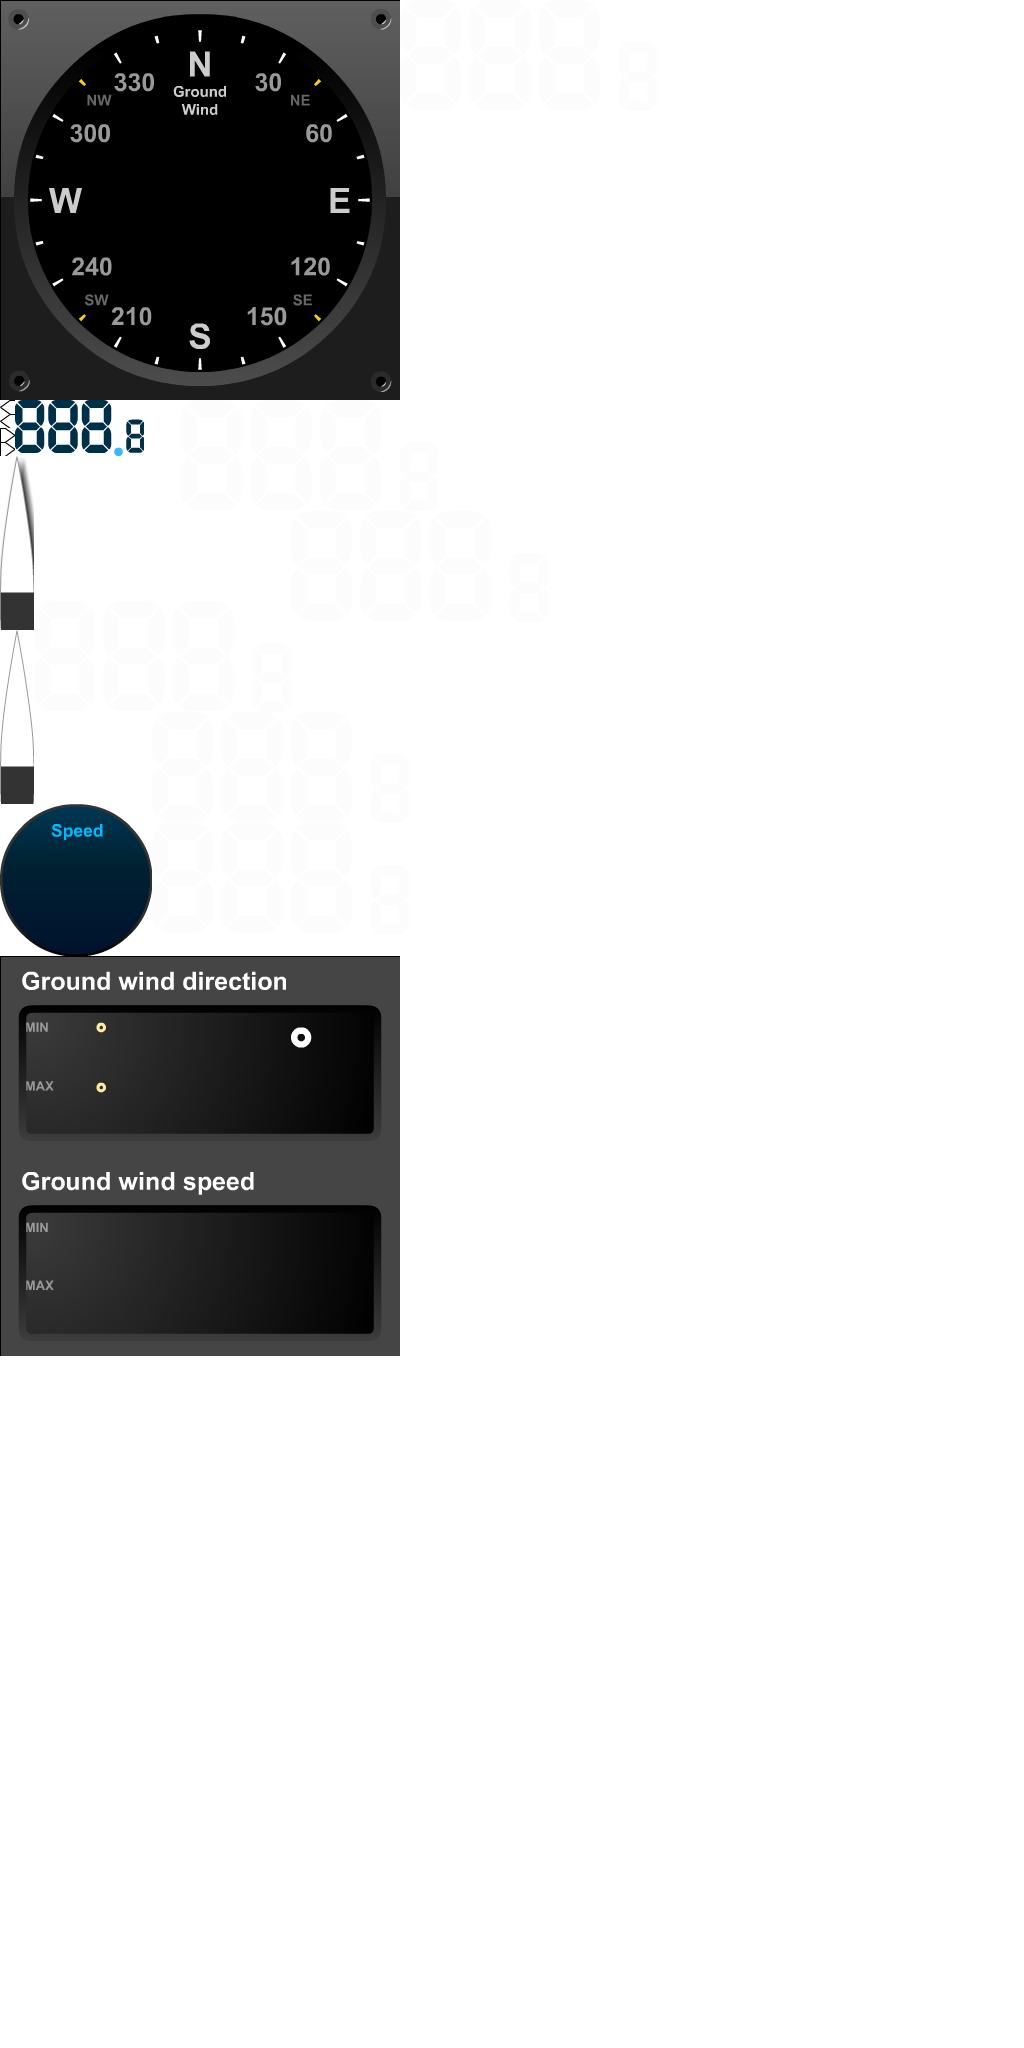 N
330
30
Ground
Wind
NW
NE
300
60
W
E
240
120
SW
SE
210
150
S
888.8
Speed
Ground wind direction
MIN
MAX
Ground wind speed
MIN
MAX